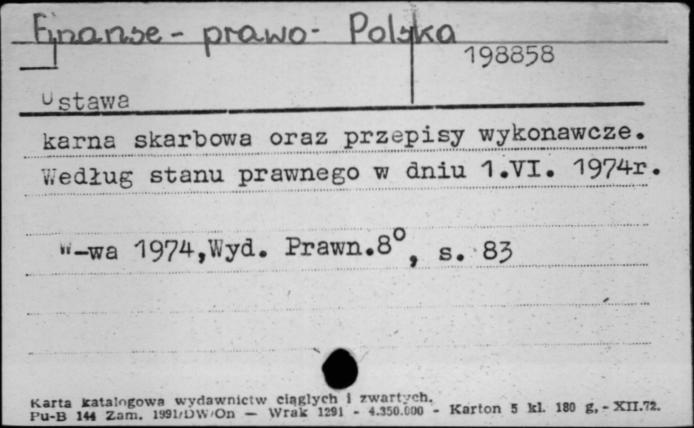 Finanse - prawo - Polska
198858
Ustawa
karna skarbowa oraz przepisy wykonawcze.
Według stanu prawnego w dniu 1.VI. 1974r.
W-wa 1974,Wyd. Prawn.8°, s. 83
Karta katalogowa wydawnictw ciągłych i zwartych.
Pu-B 144 Zam. 1991/DW/On — Wrak 1291 - 4.350.000 - Karton 5 kl. 180 g. - XII.72.